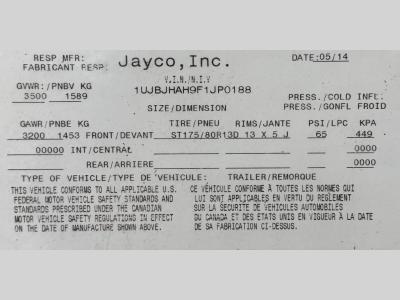 RESP MFR: Jayco, Inc. DATE: 05/14
FABRICANT RESP:
V.I.N./N.I.V
GVWR:/PNBV KG 1UJBJHAH9F1JP0188 PRESS./COLD INFL.
3500 1589 SIZE/DIMENSION PRESS./GONFL FROID
GAWR/PNBE KG TIRE/PNEU RIMS/JANTE PSI/LPC KPA
3200 1453 FRONT/DEVANT ST175/80R13D 13 X 5 J 65 449
00000 INT/CENTRAL 0000
REAR/ARRIERE 0000
TYPE OF VEHICLE/TYPE DE VEHICULE: TRAILER/REMORQUE
THIS VEHICLE CONFORMS TO ALL APPLICABLE U.S.
FEDERAL MOTOR VEHICLE SAFETY STANDARDS AND
STANDARDS PRESCRIBED UNDER THE CANADIAN
MOTOR VEHICLE SAFETY REGULATIONS IN EFFECT
ON THE DATE OF MANUFACTURE SHOWN ABOVE.
CE VÉHICULE CONFORME À TOUTES LES NORMES QUI
LUI SONT APPLICABLES EN VERTU DU RÈGLEMENT
SUR LA SECURITE DE VEHICULES AUTOMOBILES
DU CANADA ET DES ETATS UNIS EN VIGUEUR À LA DATE
DE SA FABRICATION CI-DESSUS.